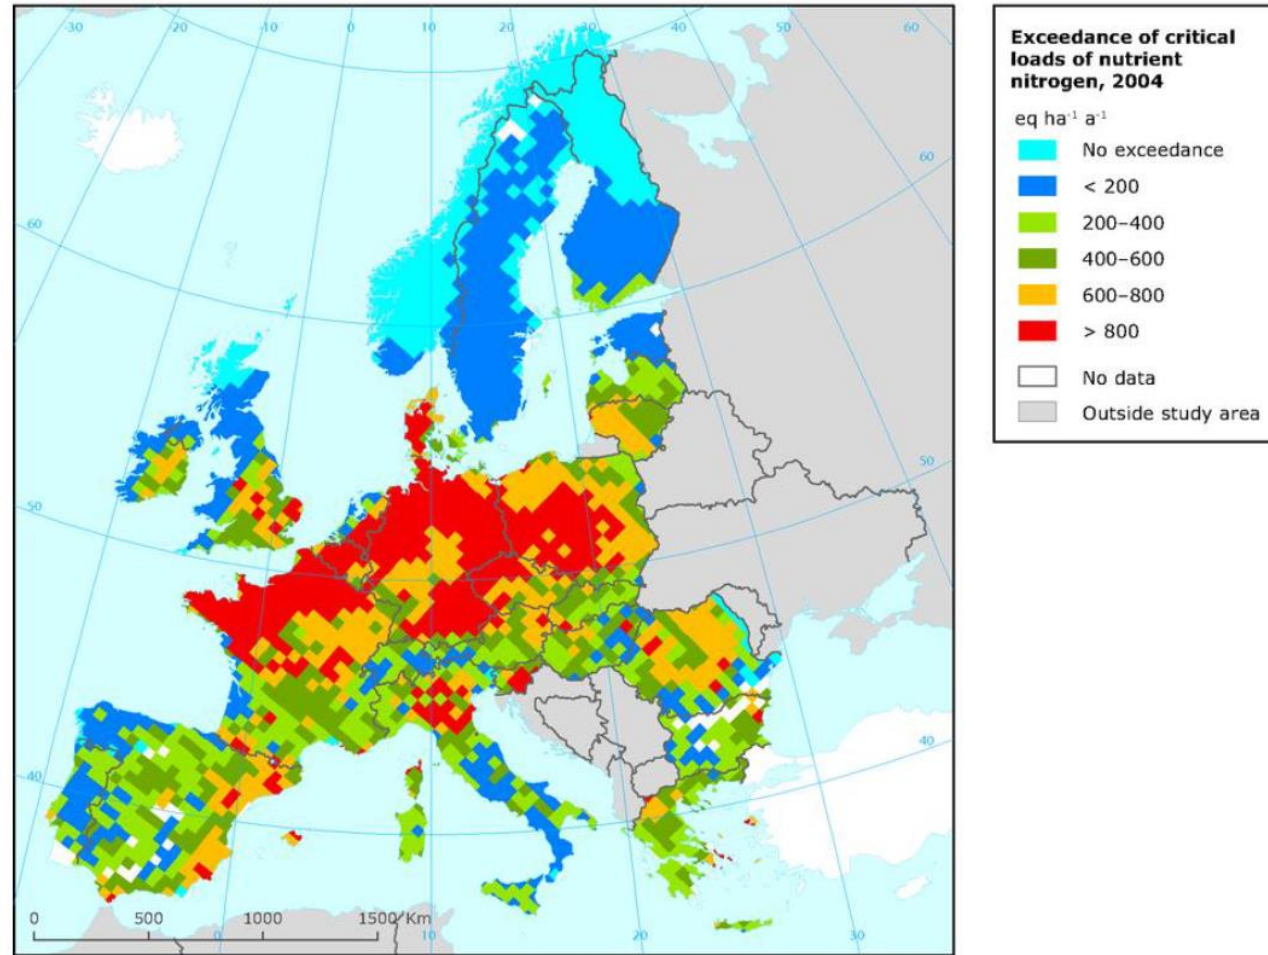 -30 -20 -10 0 10 20 30 40 50 60
60
60
50
50
40
40
0 500 1000 1500 Km
0 10 20 30
Exceedance of critical
loads of nutrient
nitrogen, 2004
eq ha⁻¹ a⁻¹
No exceedance
< 200
200–400
400–600
600–800
> 800
No data
Outside study area